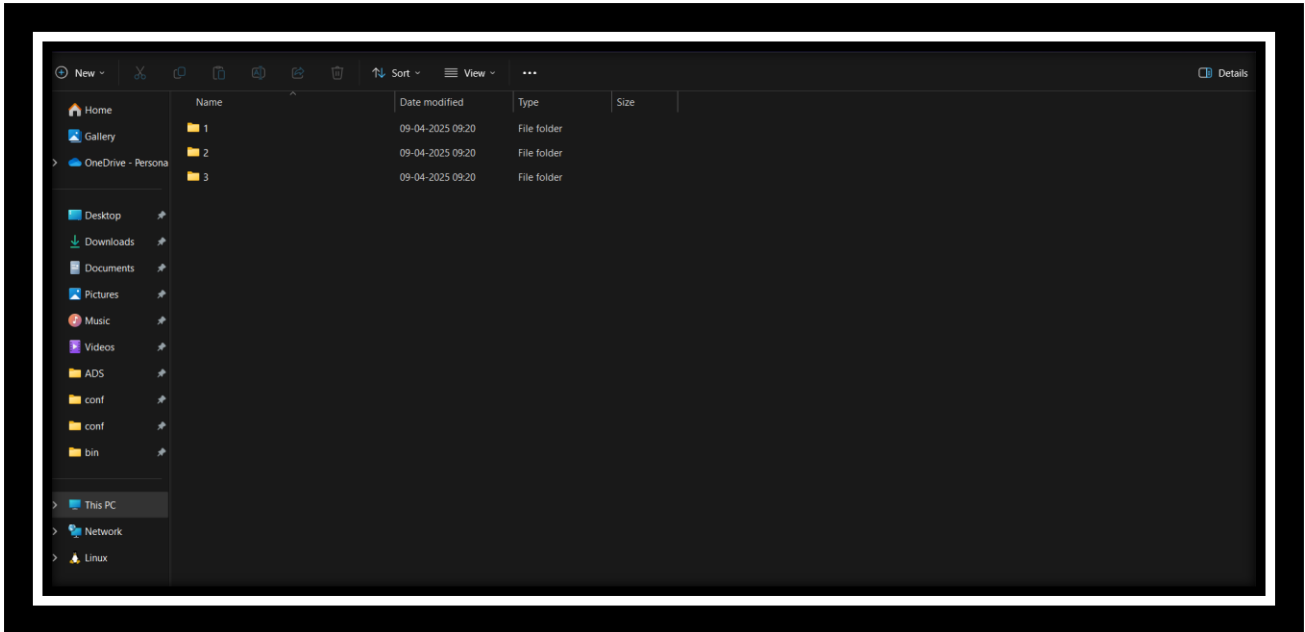 New Sort View ... Details
Name Date modified Type Size
1 09-04-2025 09:20 File folder
2 09-04-2025 09:20 File folder
3 09-04-2025 09:20 File folder
Home
Gallery
OneDrive - Persona
Desktop
Downloads
Documents
Pictures
Music
Videos
ADS
conf
conf
bin
This PC
Network
Linux